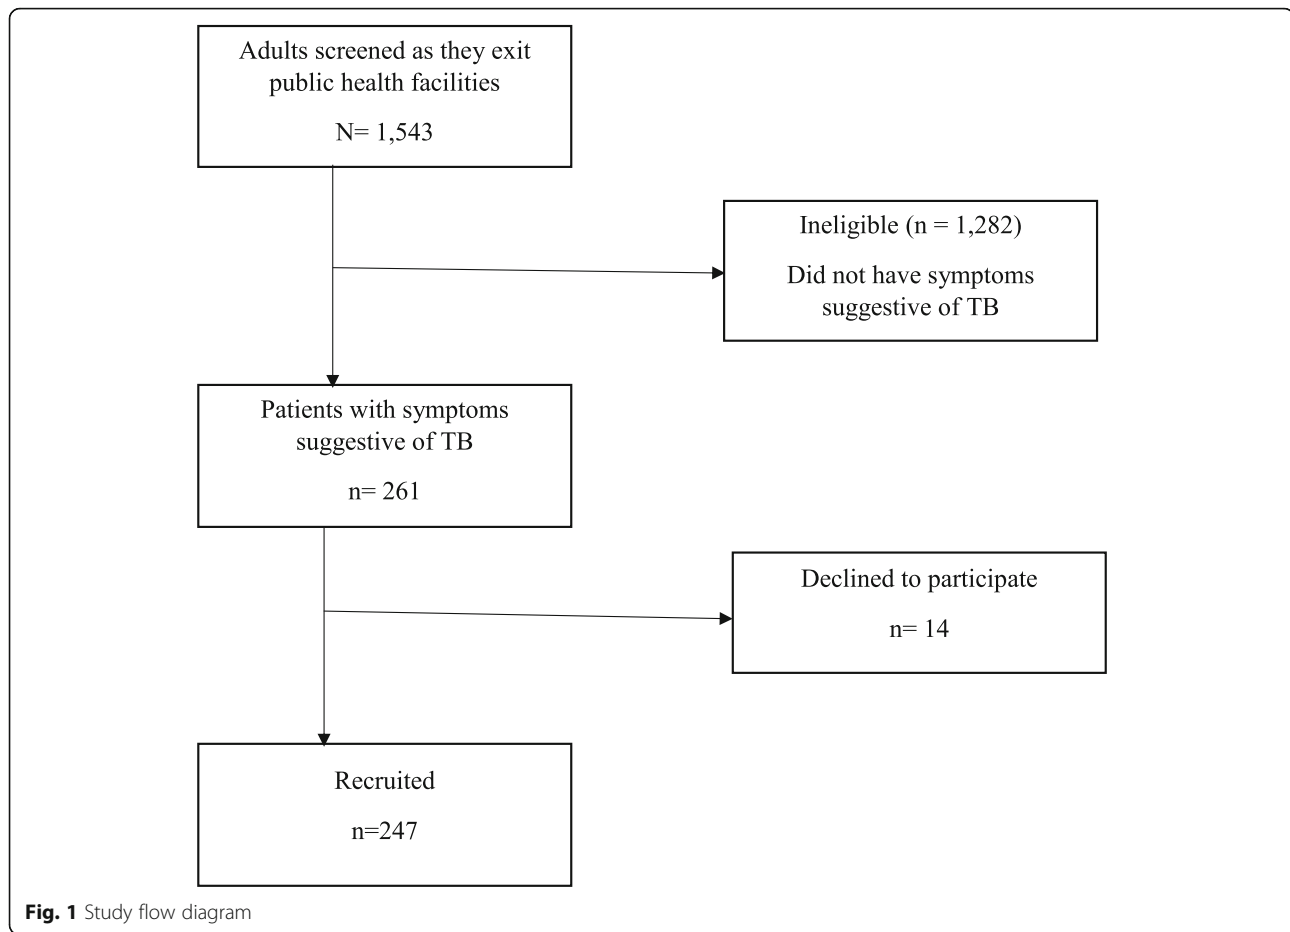 Adults screened as they exit
public health facilities
N= 1,543
Ineligible (n = 1,282)
Did not have symptoms
suggestive of TB
Patients with symptoms
suggestive of TB
n= 261
Declined to participate
n= 14
Recruited
n=247
Fig. 1 Study flow diagram